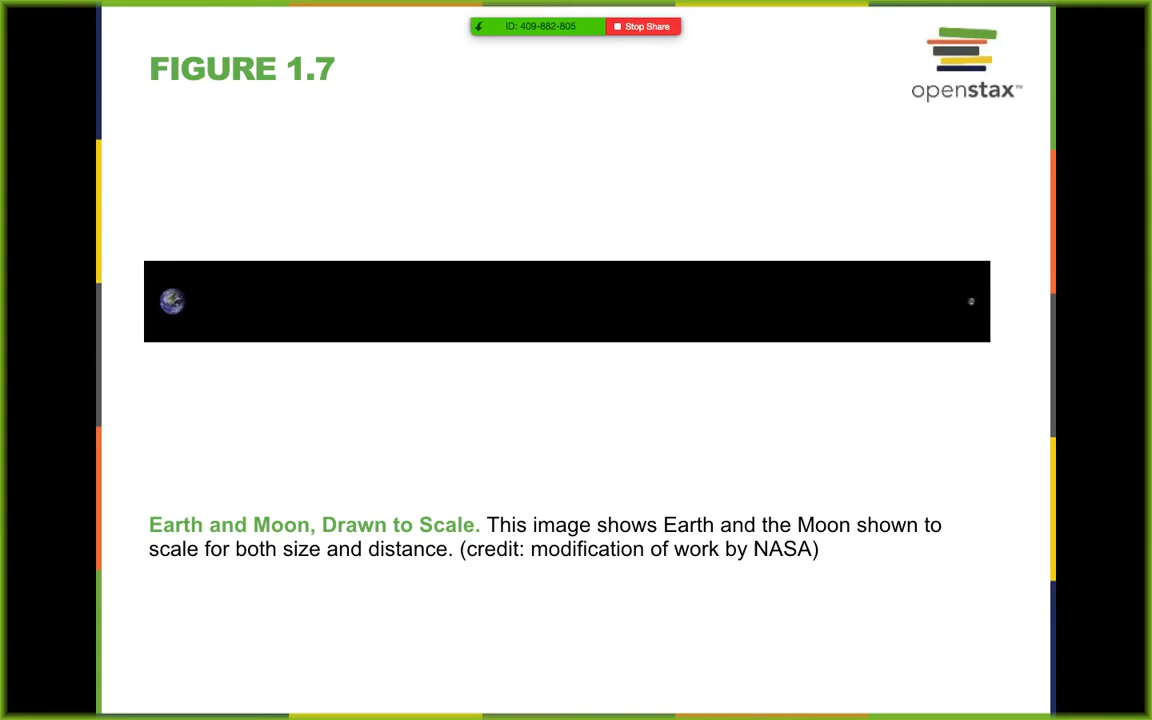 ID: 409-882-805 Stop Share
FIGURE 1.7
openstax™
Earth and Moon, Drawn to Scale. This image shows Earth and the Moon shown to
scale for both size and distance. (credit: modification of work by NASA)